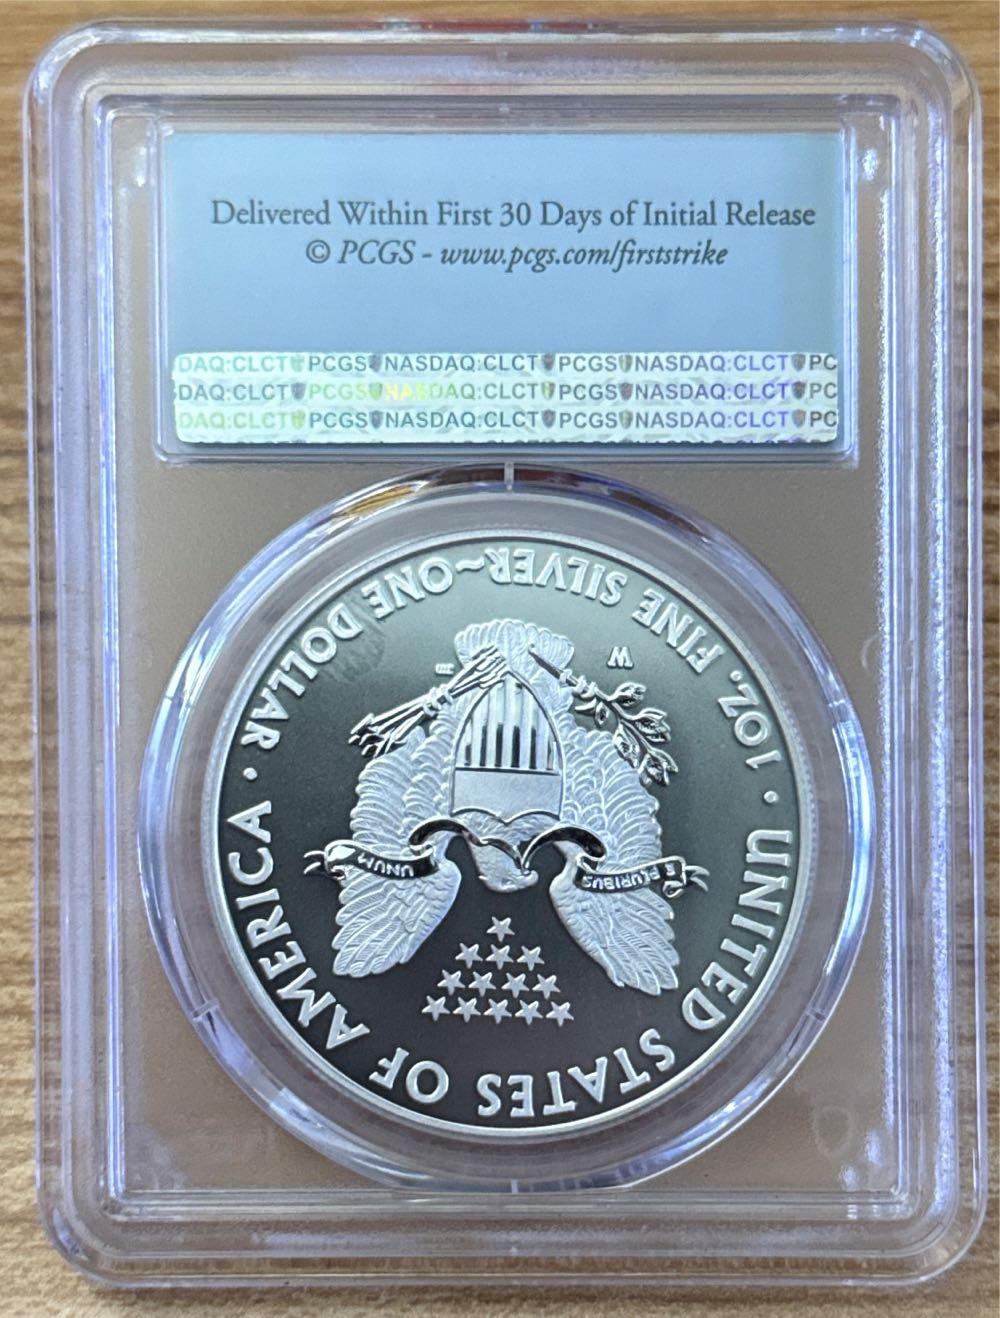 Delivered Within First 30 Days of Initial Release
© PCGS - www.pcgs.com/firststrike
DAQ:CLCT PCGS NASDAQ:CLCT PCGS NASDAQ:CLCT PC
SDAQ:CLCT PCGS NASDAQ:CLCT PCGS NASDAQ:CLCT PC
DAQ:CLCT PCGS NASDAQ:CLCT PCGS NASDAQ:CLCT PC
UNITED STATES OF AMERICA
1 OZ. FINE SILVER~ONE DOLLAR
W
E PLURIBUS
UNUM